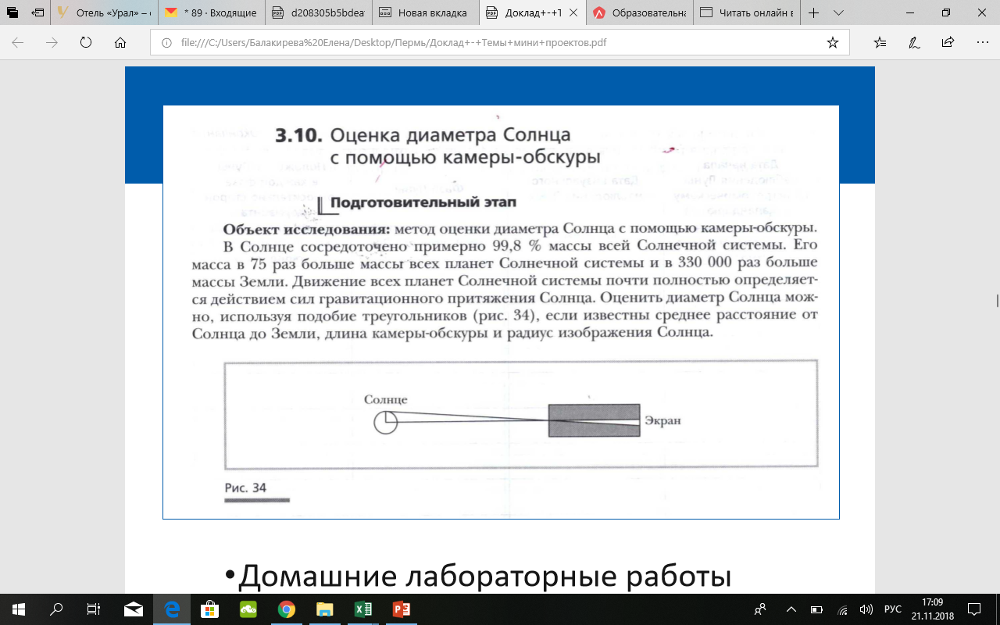 Отель «Урал» –
* 89 · Входящие
d208305b5bdea
Новая вкладка
Доклад+-+Т
Образовательна
Читать онлайн в
file:///C:/Users/Балакирева%20Елена/Desktop/Пермь/Доклад+-+Темы+мини+проектов.pdf
3.10. Оценка диаметра Солнца
с помощью камеры-обскуры
Подготовительный этап
Объект исследования: метод оценки диаметра Солнца с помощью камеры-обскуры.
В Солнце сосредоточено примерно 99,8 % массы всей Солнечной системы. Его
масса в 75 раз больше массы всех планет Солнечной системы и в 330 000 раз больше
массы Земли. Движение всех планет Солнечной системы почти полностью определяет-
ся действием сил гравитационного притяжения Солнца. Оценить диаметр Солнца мож-
но, используя подобие треугольников (рис. 34), если известны среднее расстояние от
Солнца до Земли, длина камеры-обскуры и радиус изображения Солнца.
Солнце
Экран
Рис. 34
•Домашние лабораторные работы
РУС
17:09
21.11.2018